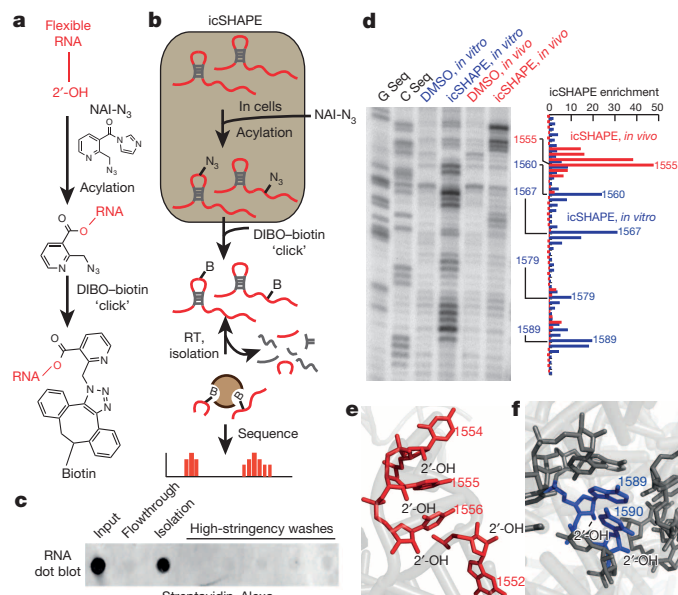 a
Flexible
RNA
2′-OH
NAI-N3
N3
Acylation
O
O
RNA
N
N3
DIBO–biotin
‘click’
O
RNA
O
N
N
N
N
Biotin
b
In cells
NAI-N3
Acylation
N3
N3
DIBO–biotin
‘click’
B
B
RT,
isolation
B
B
Sequence
c
Input
Flowthrough
Isolation
High-stringency washes
RNA
dot blot
d
G Seq
C Seq
DMSO, in vitro
icSHAPE, in vitro
DMSO, in vivo
icSHAPE, in vivo
icSHAPE enrichment
0 10 20 30 40 50
icSHAPE, in vivo
1555
1555
1560
1560
1567
icSHAPE, in vitro
1567
1579
1579
1589
1589
e
1554
2′-OH
1555
2′-OH
1556
2′-OH
2′-OH
1552
f
1589
1590
2′-OH